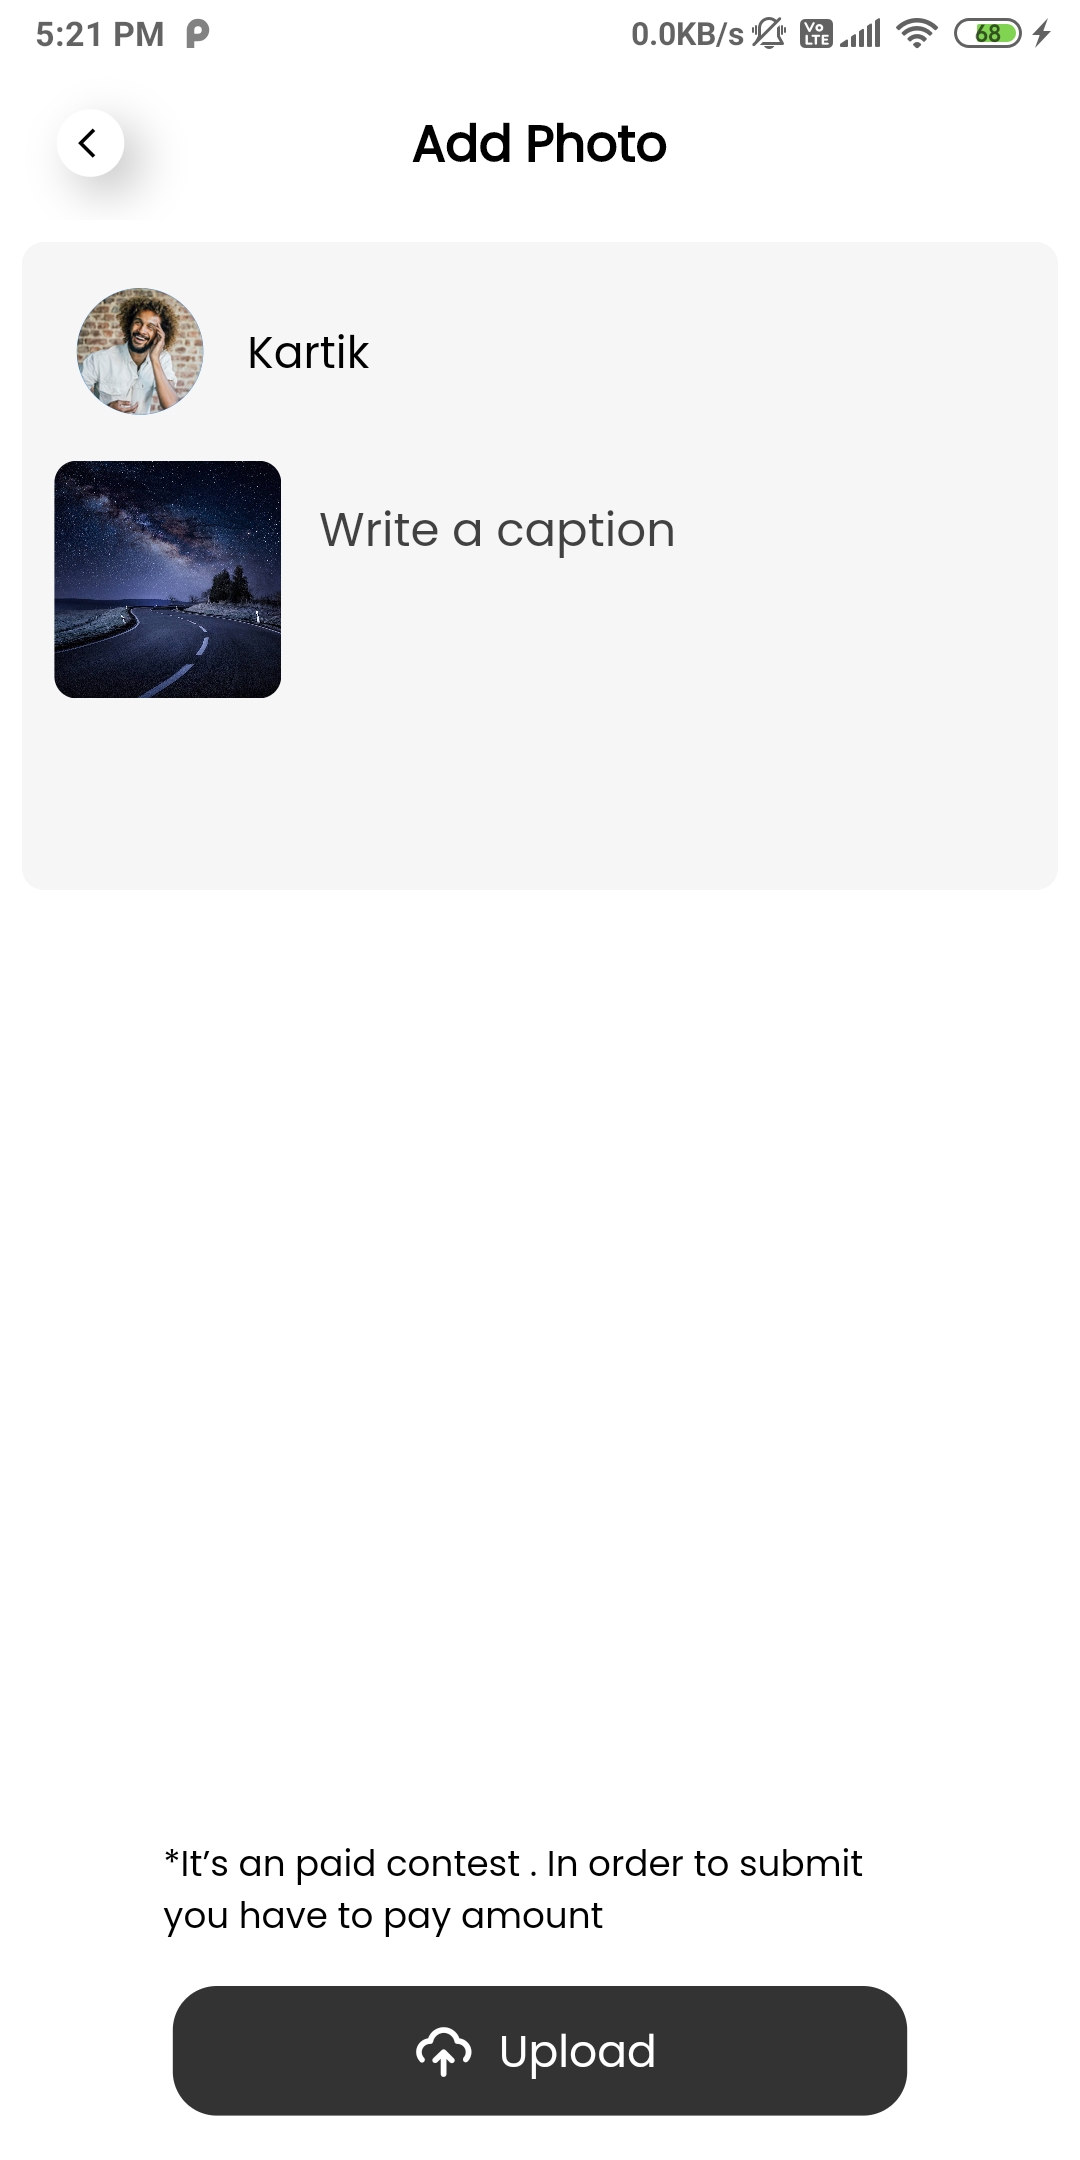 5:21 PM 0.0KB/s Vo LTE 68
Add Photo
Kartik
Write a caption
*It’s an paid contest . In order to submit
you have to pay amount
Upload